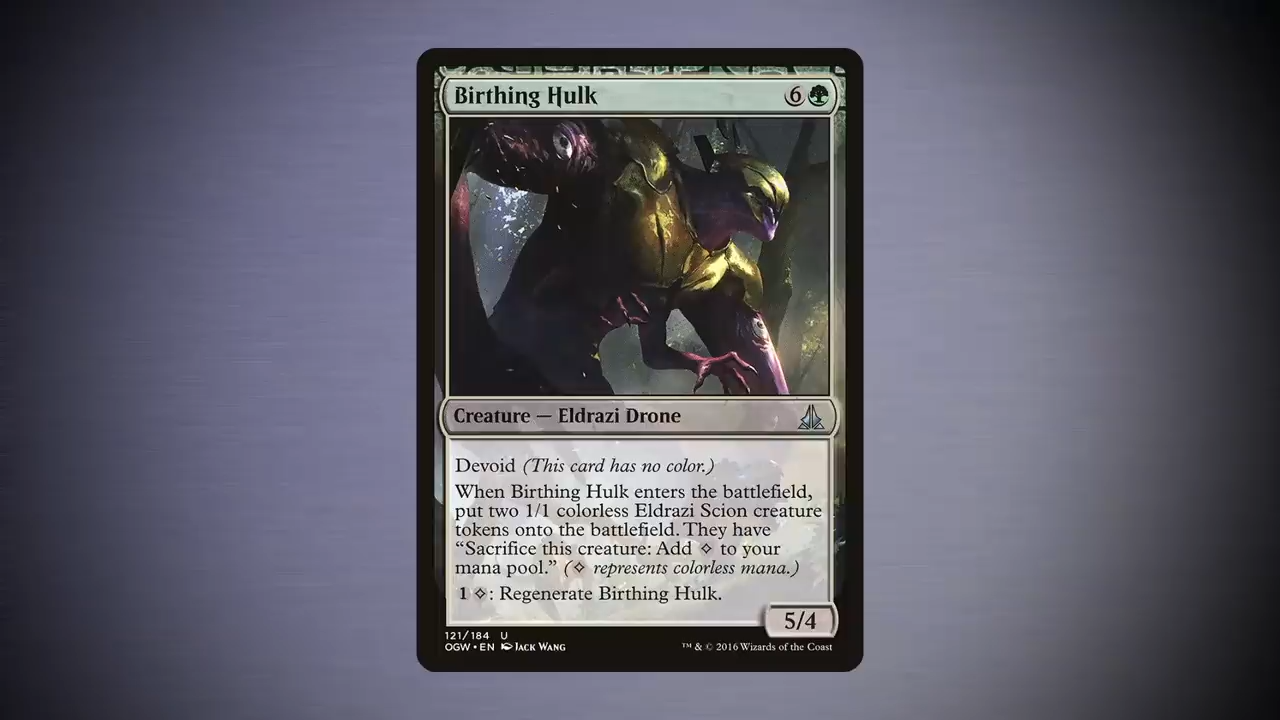 Birthing Hulk 6
Creature — Eldrazi Drone
Devoid (This card has no color.)
When Birthing Hulk enters the battlefield,
put two 1/1 colorless Eldrazi Scion creature
tokens onto the battlefield. They have
“Sacrifice this creature: Add ◇ to your
mana pool.” (◇ represents colorless mana.)
1◇: Regenerate Birthing Hulk.
5/4
121/184 U
OGW • EN Jack Wang
™ & © 2016 Wizards of the Coast